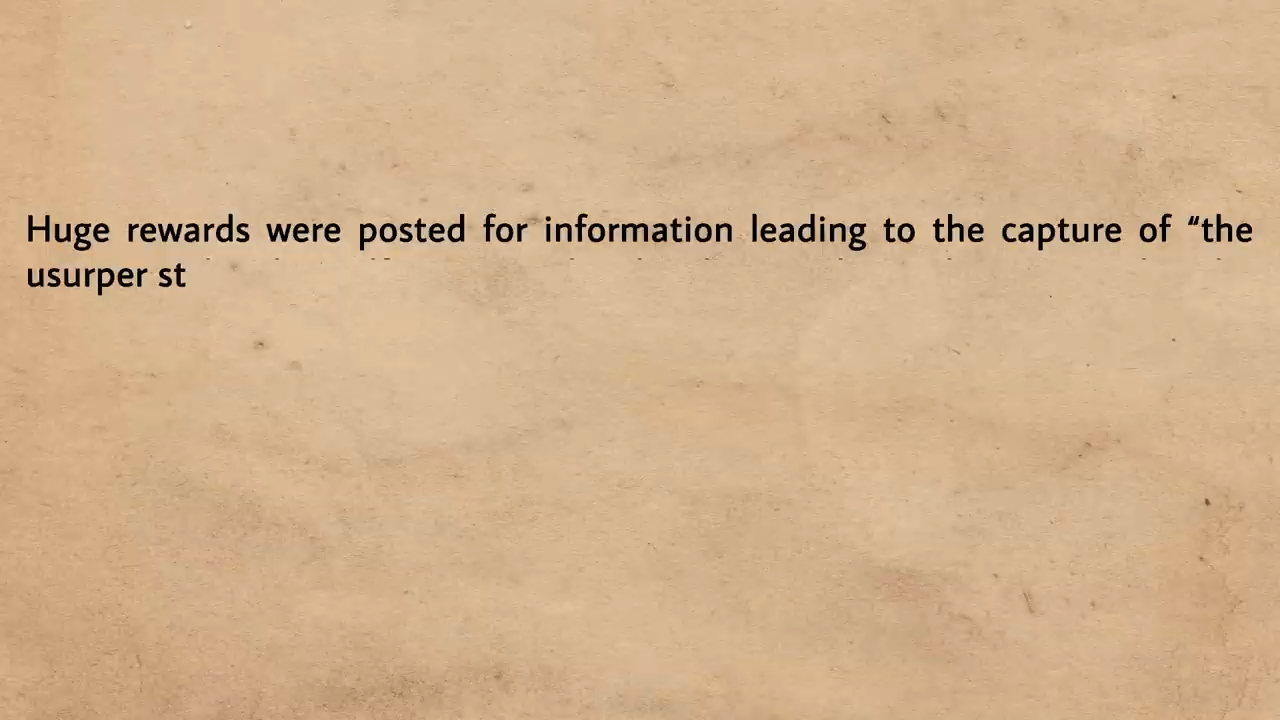 Huge rewards were posted for information leading to the capture of “the
usurper st